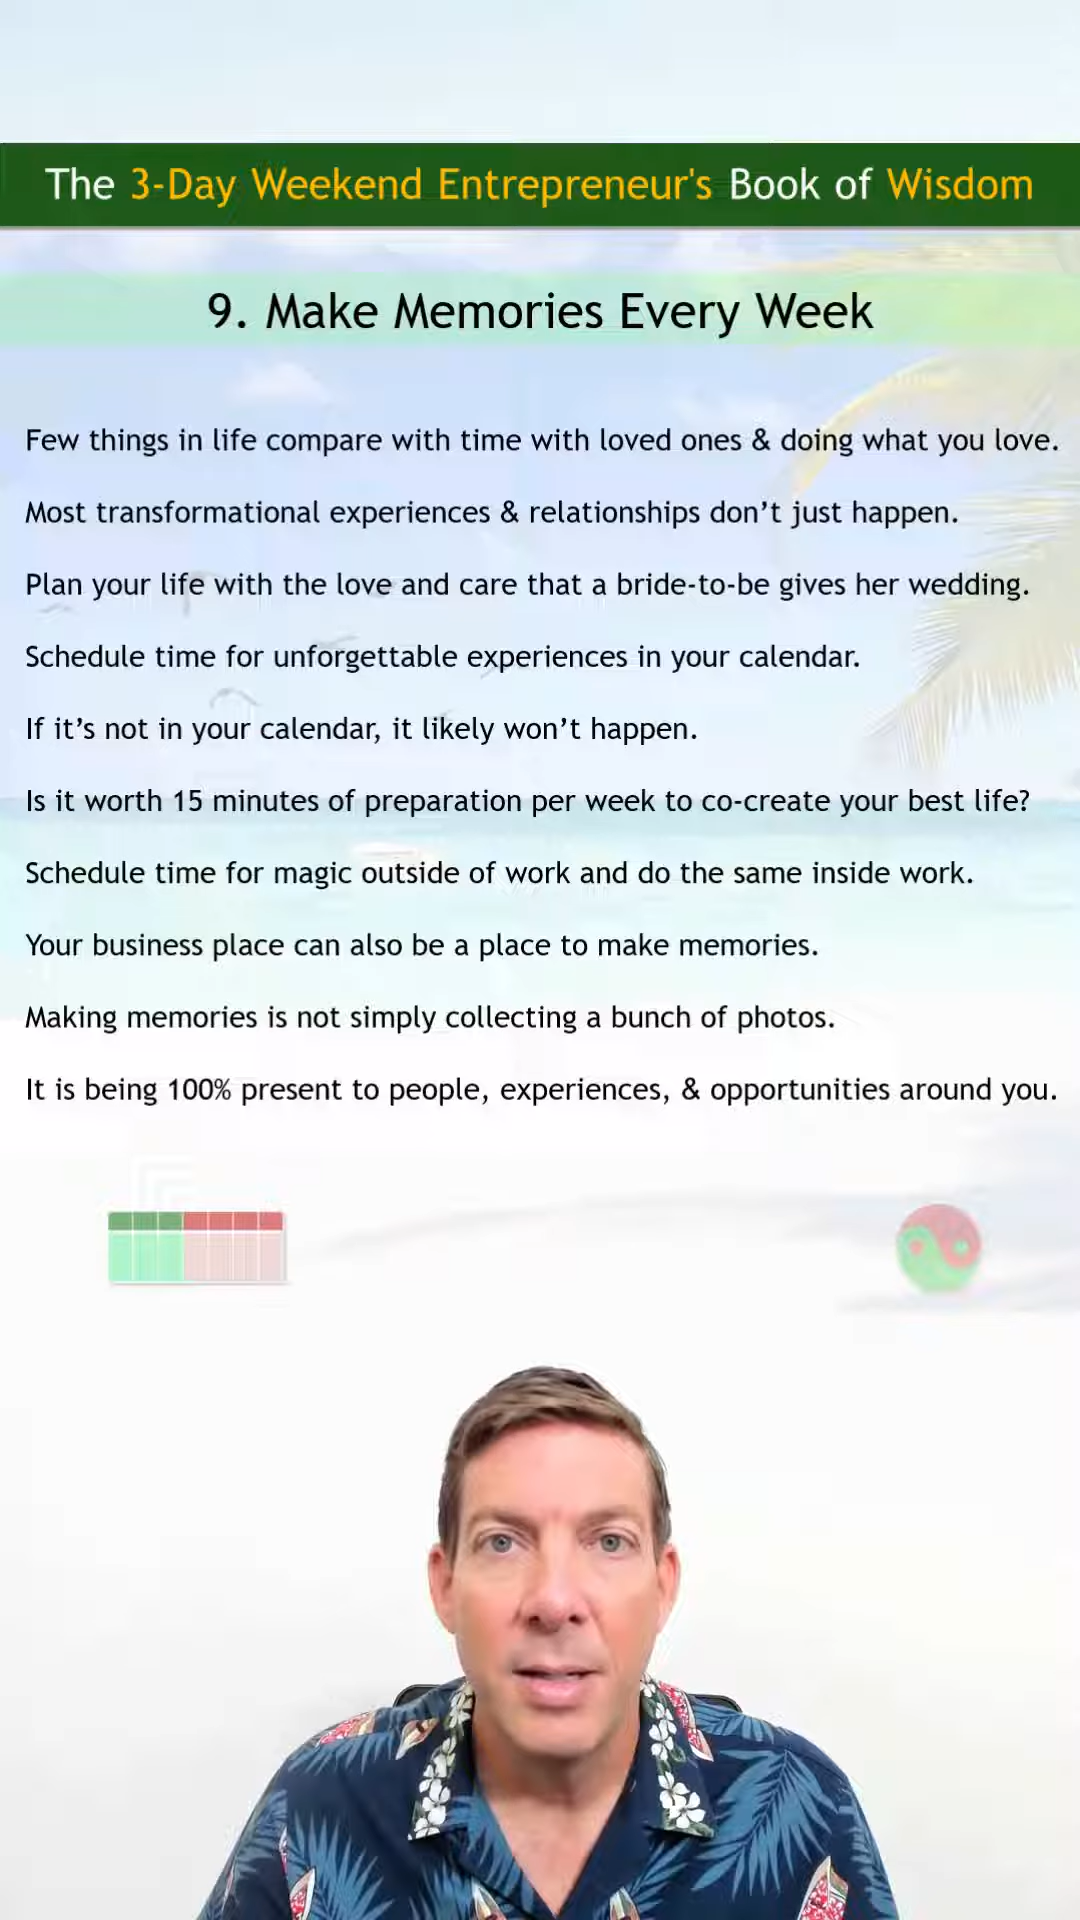 The 3-Day Weekend Entrepreneur's Book of Wisdom
9. Make Memories Every Week
Few things in life compare with time with loved ones & doing what you love.
Most transformational experiences & relationships don’t just happen.
Plan your life with the love and care that a bride-to-be gives her wedding.
Schedule time for unforgettable experiences in your calendar.
If it’s not in your calendar, it likely won’t happen.
Is it worth 15 minutes of preparation per week to co-create your best life?
Schedule time for magic outside of work and do the same inside work.
Your business place can also be a place to make memories.
Making memories is not simply collecting a bunch of photos.
It is being 100% present to people, experiences, & opportunities around you.